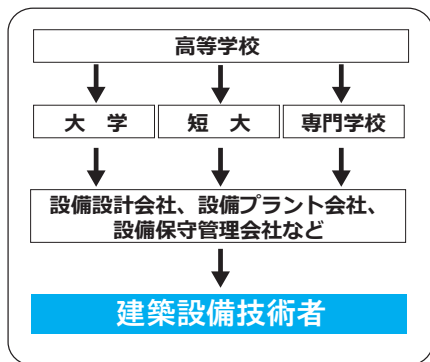 高等学校
大　学
短　大
専門学校
設備設計会社、設備プラント会社、
設備保守管理会社など
建築設備技術者